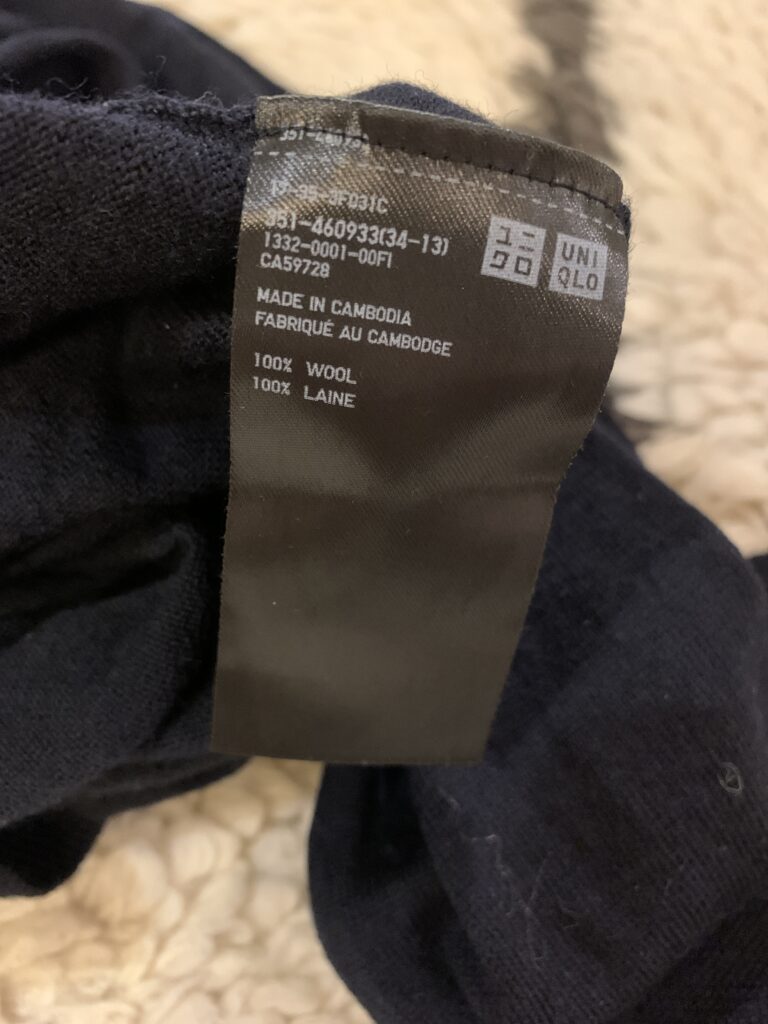 351-460933(34-13)
1332-0001-00FI
CA59728
ユニ
クロ
UNI
QLO
MADE IN CAMBODIA
FABRIQUÉ AU CAMBODGE
100% WOOL
100% LAINE